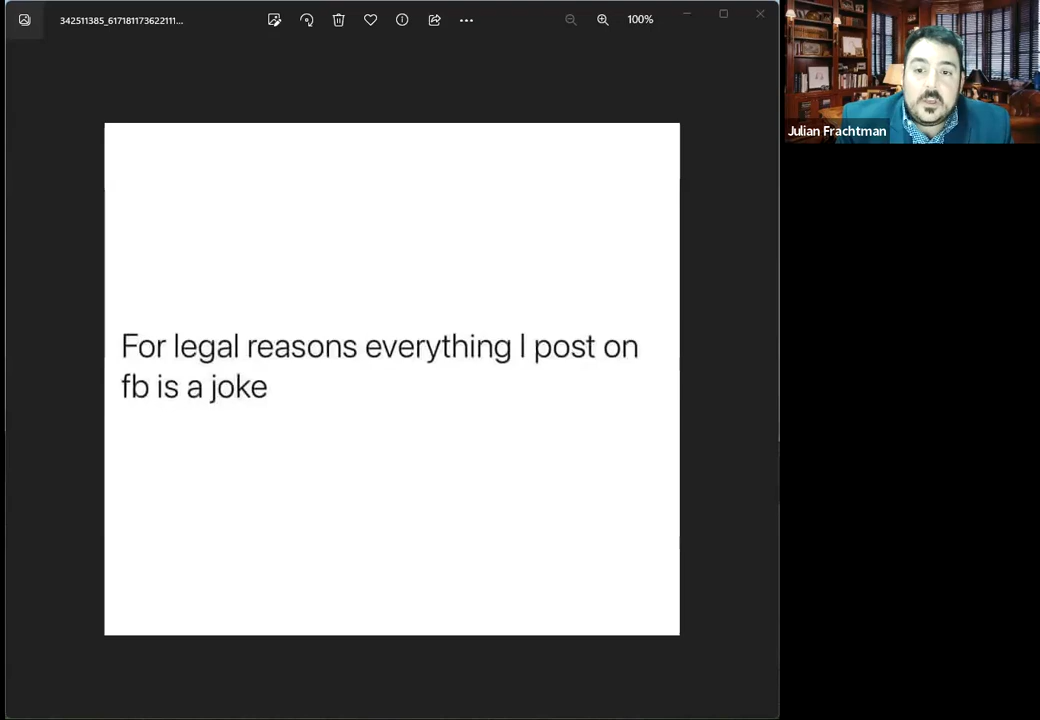 342511385_617181173622111...
100%
Julian Frachtman
For legal reasons everything I post on
fb is a joke